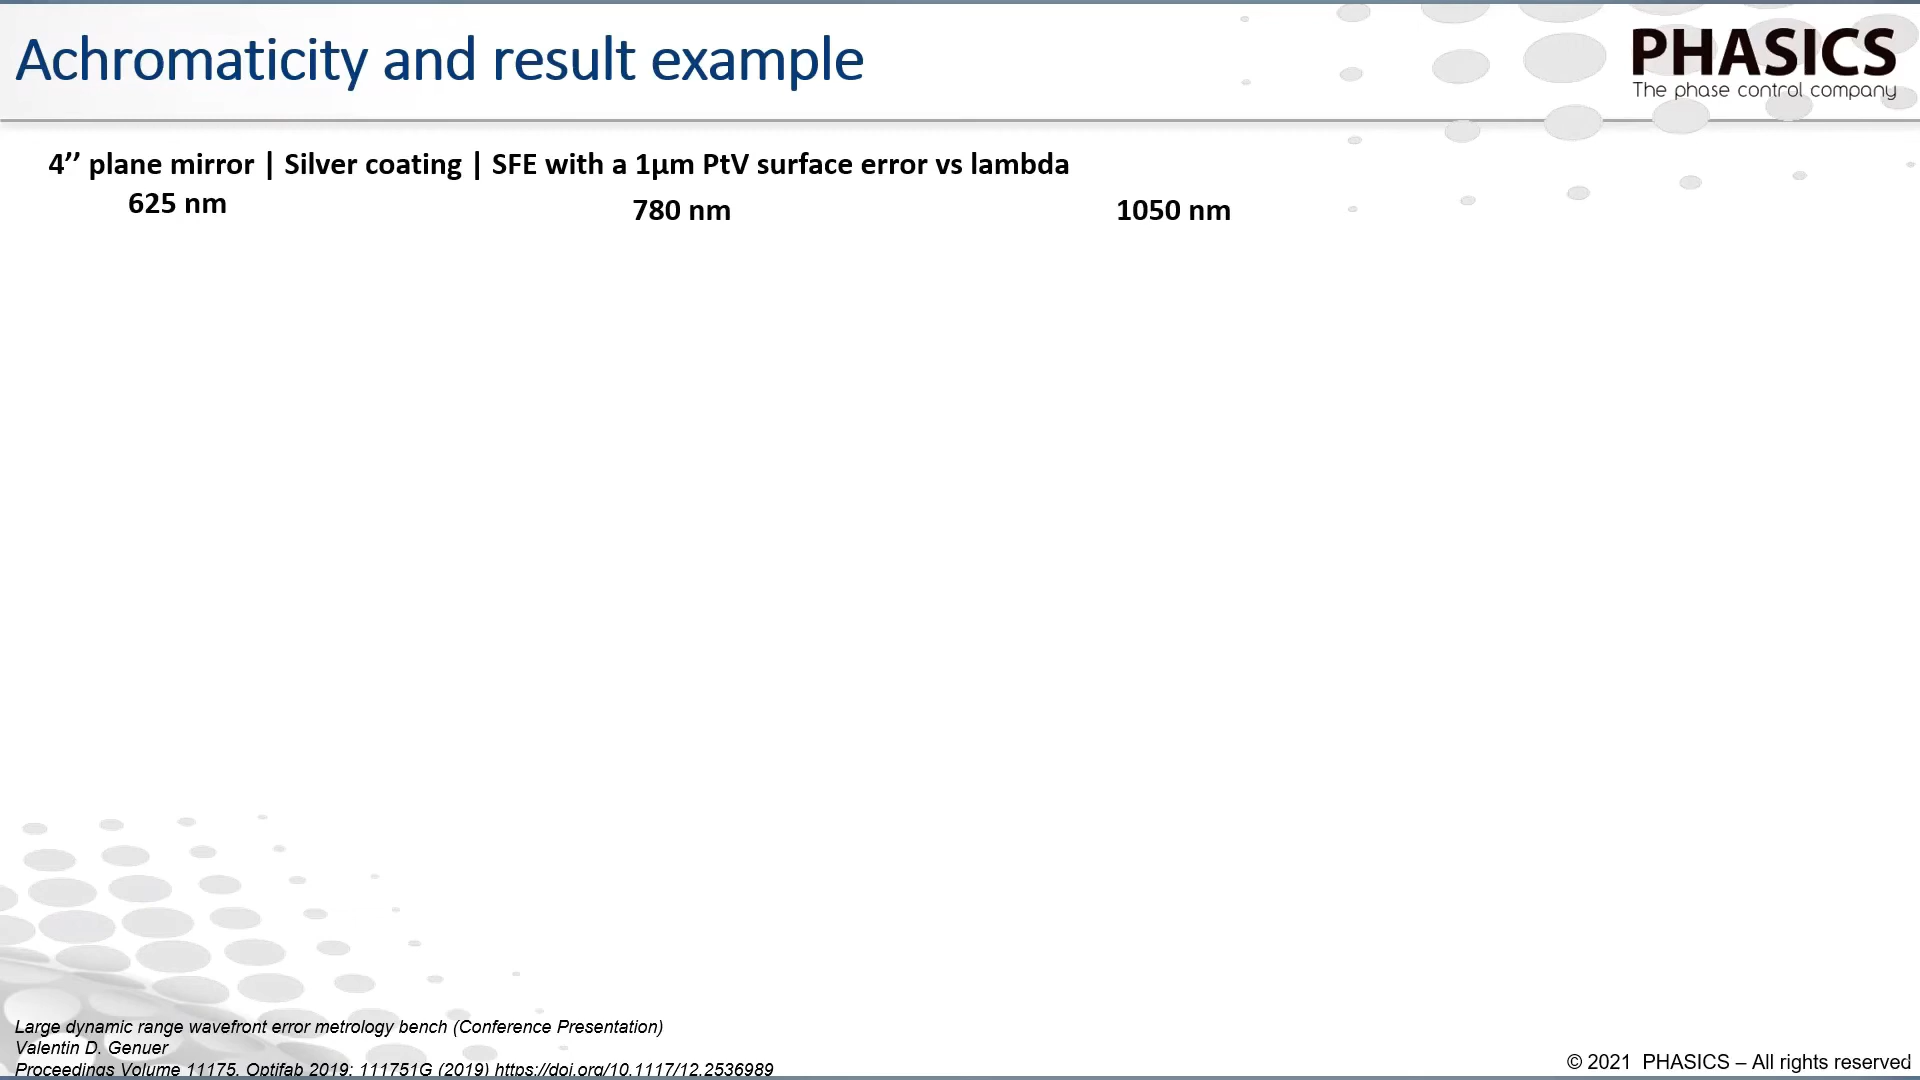 Achromaticity and result example
PHASICS
The phase control company
4’’ plane mirror | Silver coating | SFE with a 1µm PtV surface error vs lambda
625 nm
780 nm
1050 nm
Large dynamic range wavefront error metrology bench (Conference Presentation)
Valentin D. Genuer
Proceedings Volume 11175, Optifab 2019; 111751G (2019) https://doi.org/10.1117/12.2536989
© 2021 PHASICS – All rights reserved